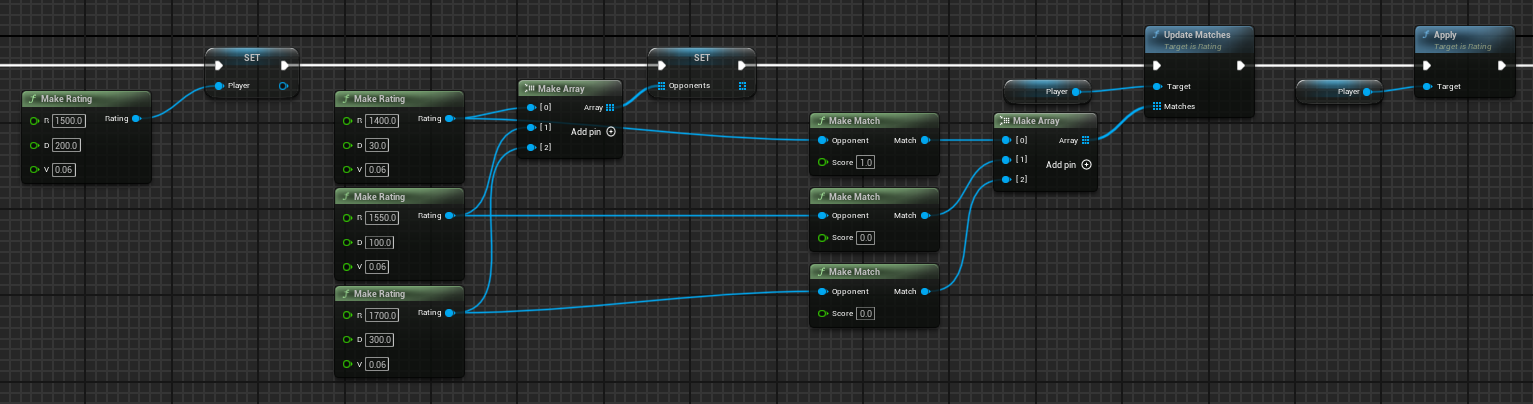 SET
Player
Make Rating
R 1500.0 Rating
D 200.0
V 0.06
Make Rating
R 1400.0 Rating
D 30.0
V 0.06
Make Rating
R 1550.0 Rating
D 100.0
V 0.06
Make Rating
R 1700.0 Rating
D 300.0
V 0.06
Make Array
[0] Array
[1] Add pin
[2]
SET
Opponents
Make Match
Opponent Match
Score 1.0
Make Match
Opponent Match
Score 0.0
Make Match
Opponent Match
Score 0.0
Make Array
[0] Array
[1] Add pin
[2]
Player
Update Matches
Target is Rating
Target
Matches
Player
Apply
Target is Rating
Target